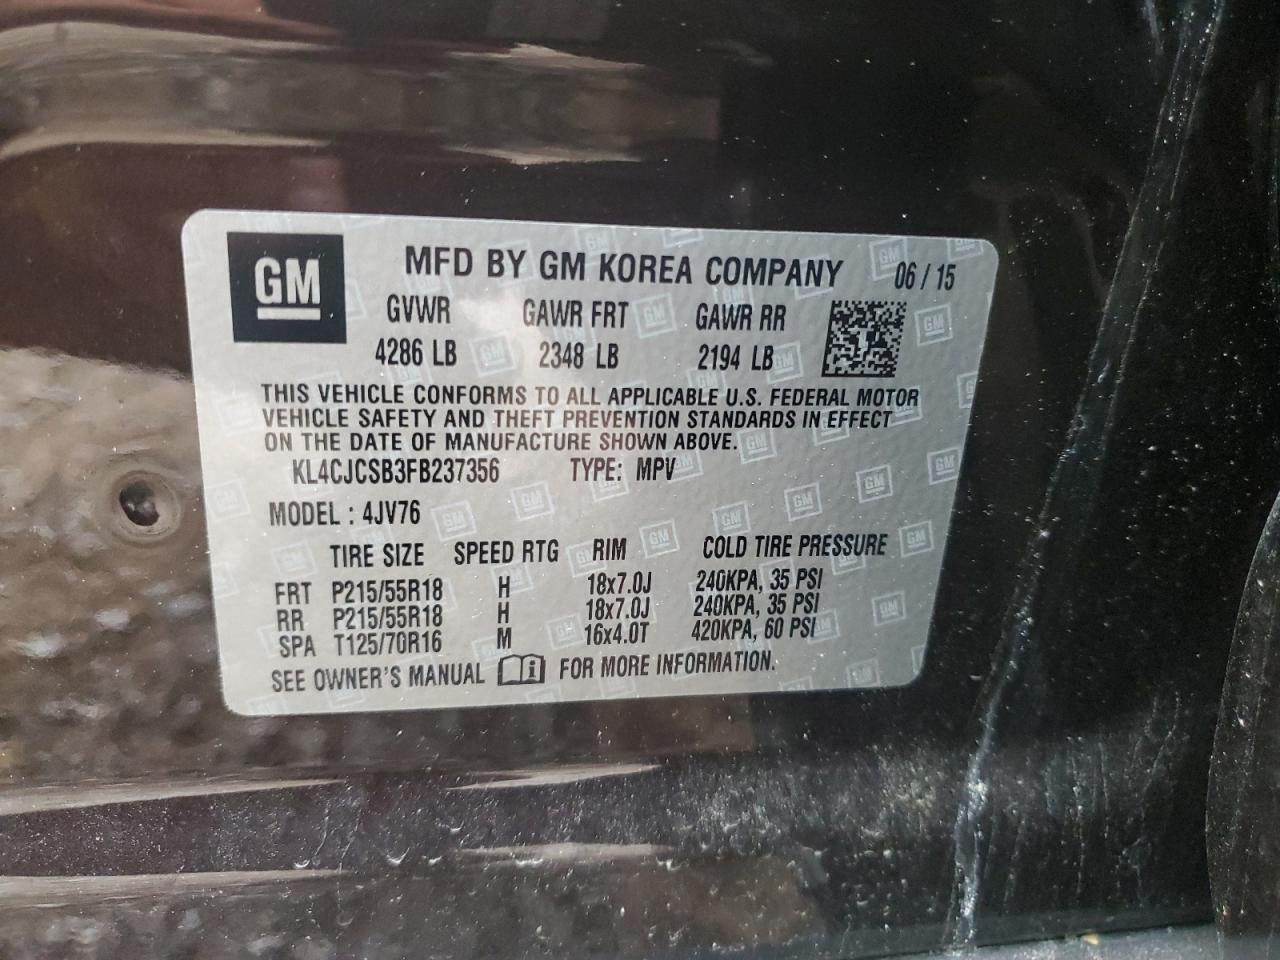 GM
MFD BY GM KOREA COMPANY 06 / 15
GVWR GAWR FRT GAWR RR
4286 LB 2348 LB 2194 LB
THIS VEHICLE CONFORMS TO ALL APPLICABLE U.S. FEDERAL MOTOR
VEHICLE SAFETY AND THEFT PREVENTION STANDARDS IN EFFECT
ON THE DATE OF MANUFACTURE SHOWN ABOVE.
KL4CJCSB3FB237356 TYPE: MPV
MODEL : 4JV76
TIRE SIZE SPEED RTG RIM COLD TIRE PRESSURE
FRT P215/55R18 H 18x7.0J 240KPA, 35 PSI
RR P215/55R18 H 18x7.0J 240KPA, 35 PSI
SPA T125/70R16 M 16x4.0T 420KPA, 60 PSI
SEE OWNER'S MANUAL i FOR MORE INFORMATION.